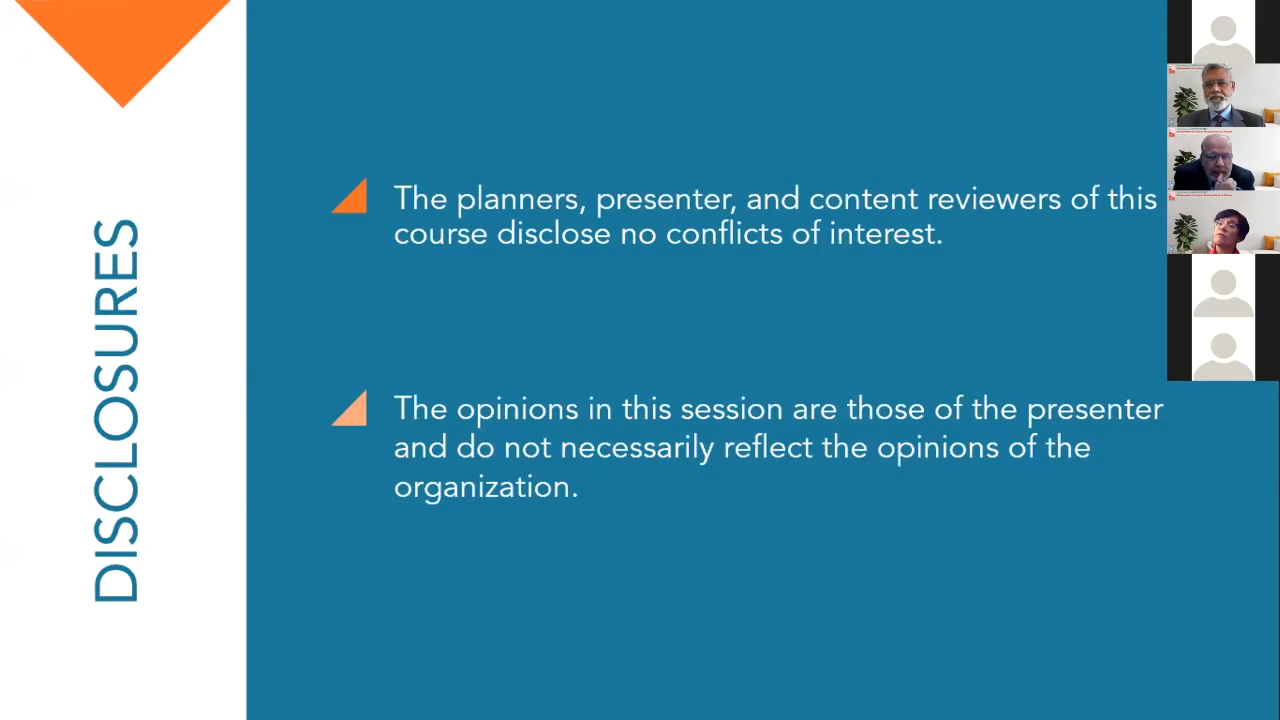 DISCLOSURES
The planners, presenter, and content reviewers of this
course disclose no conflicts of interest.
The opinions in this session are those of the presenter
and do not necessarily reflect the opinions of the
organization.